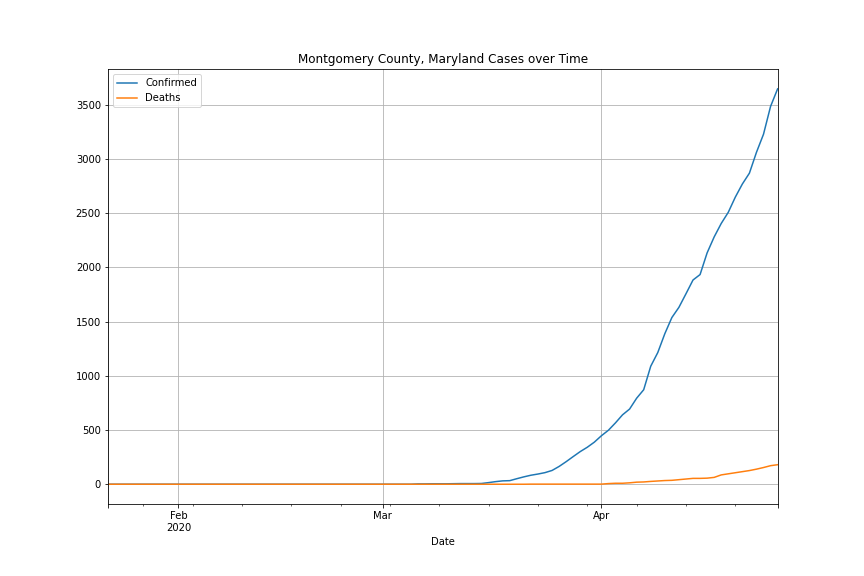 Montgomery County, Maryland Cases over Time
Confirmed
Deaths
3500
3000
2500
2000
1500
1000
500
0
Feb
2020
Mar
Apr
Date